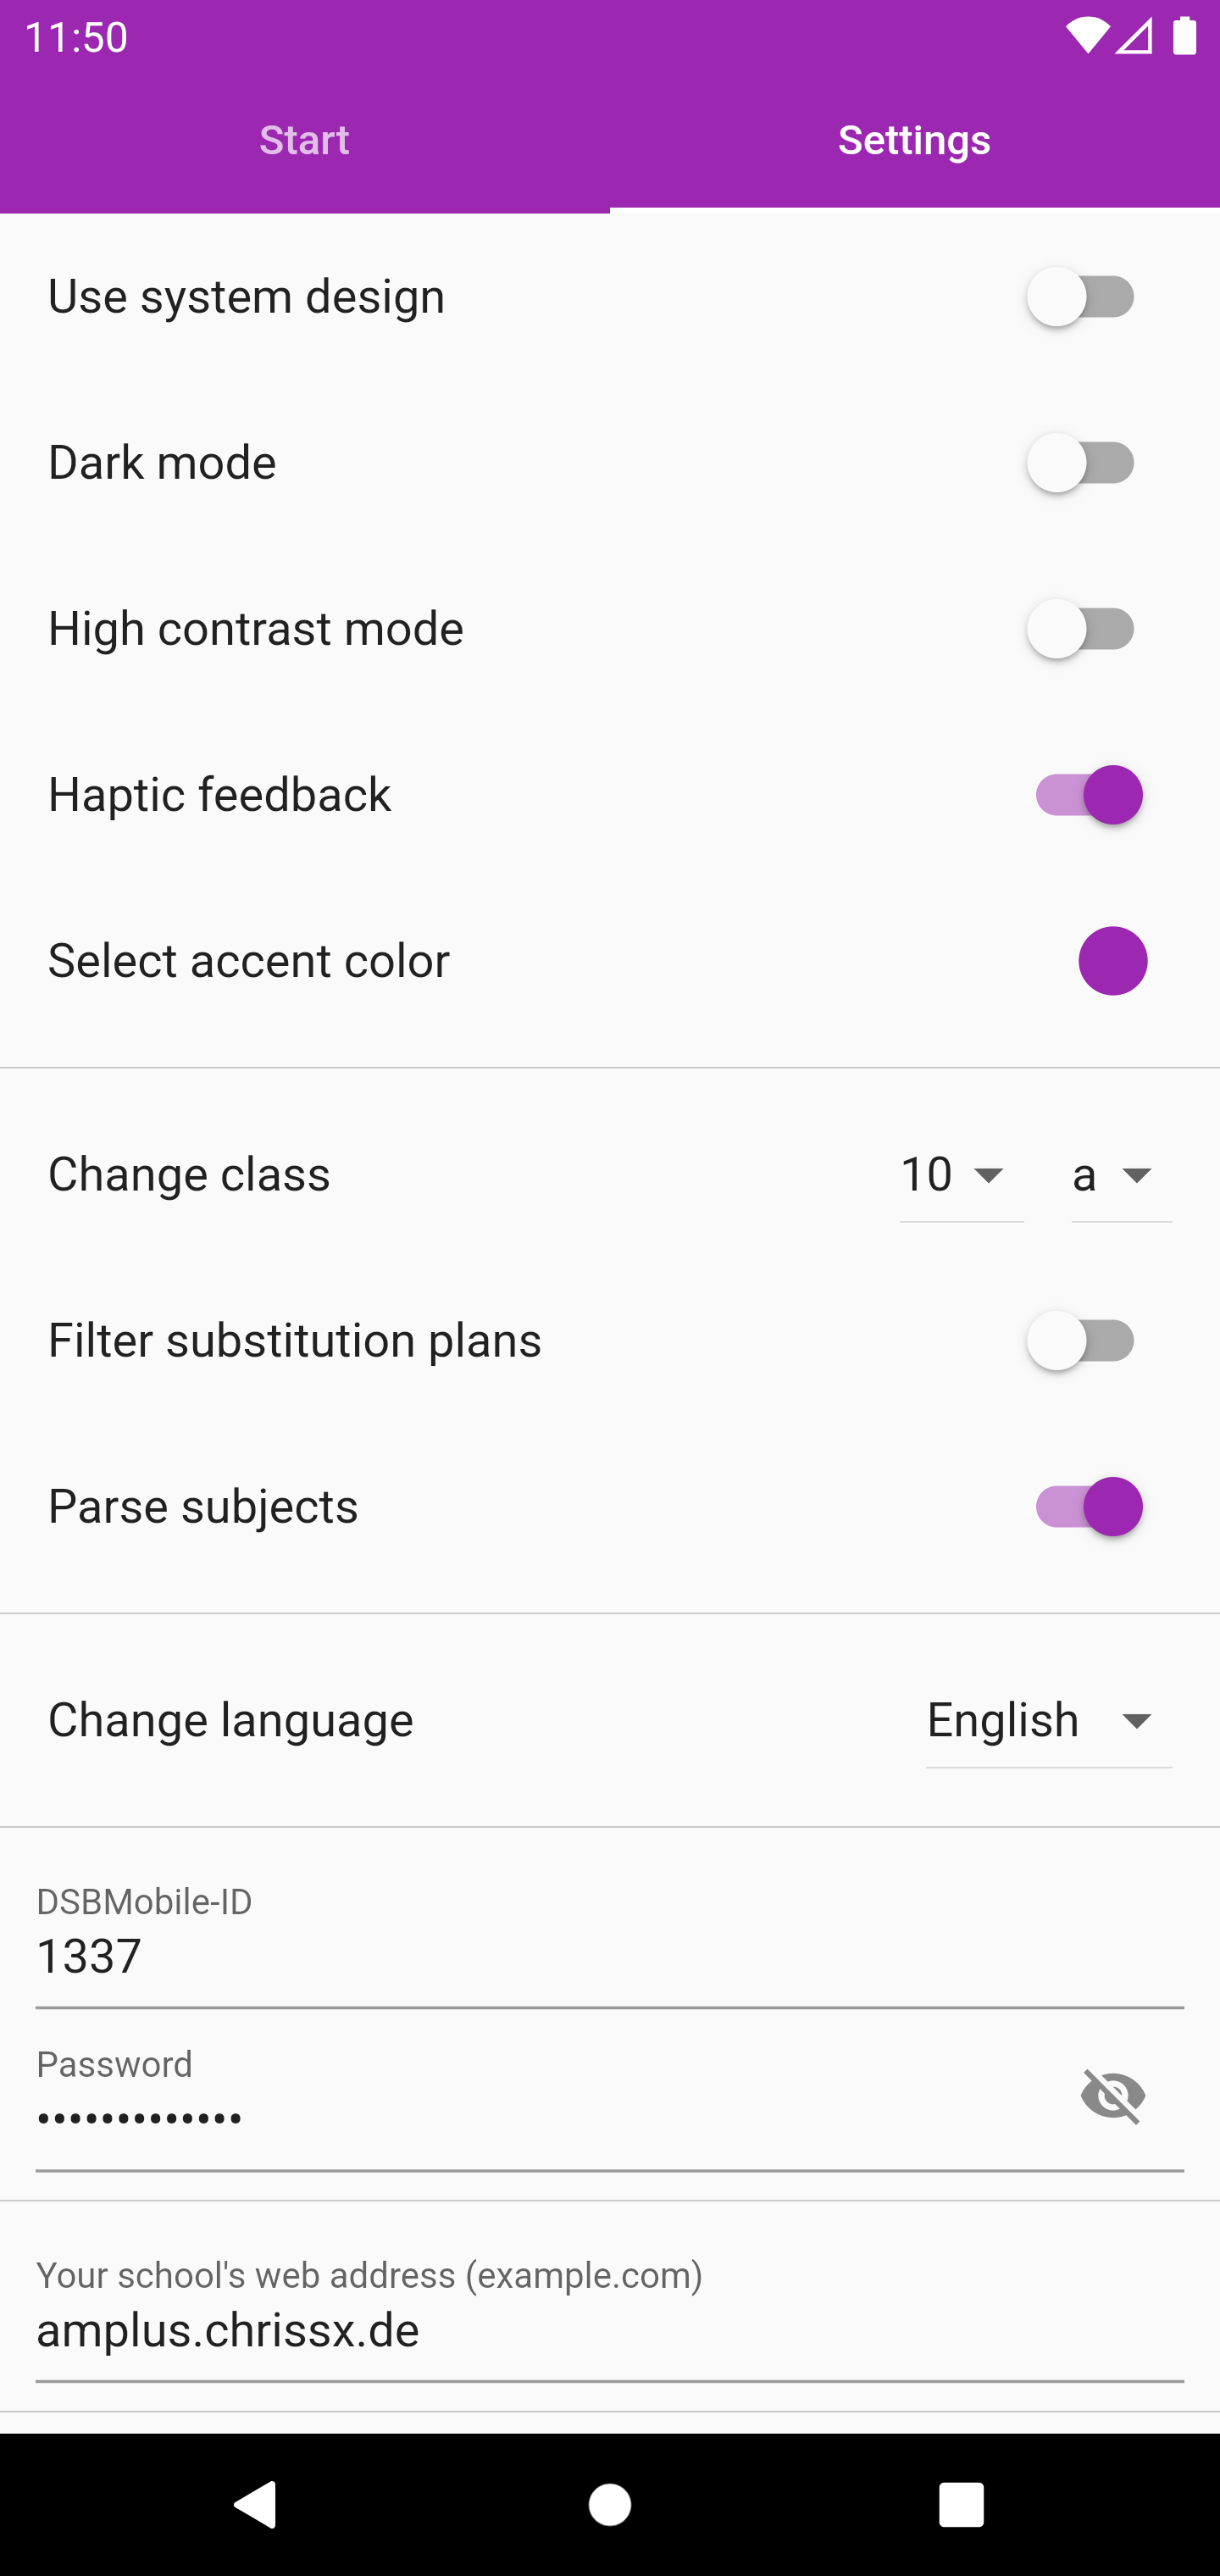 11:50
Start Settings
Use system design
Dark mode
High contrast mode
Haptic feedback
Select accent color
Change class 10 a
Filter substitution plans
Parse subjects
Change language English
DSBMobile-ID
1337
Password
•••••••••••••
Your school's web address (example.com)
amplus.chrissx.de